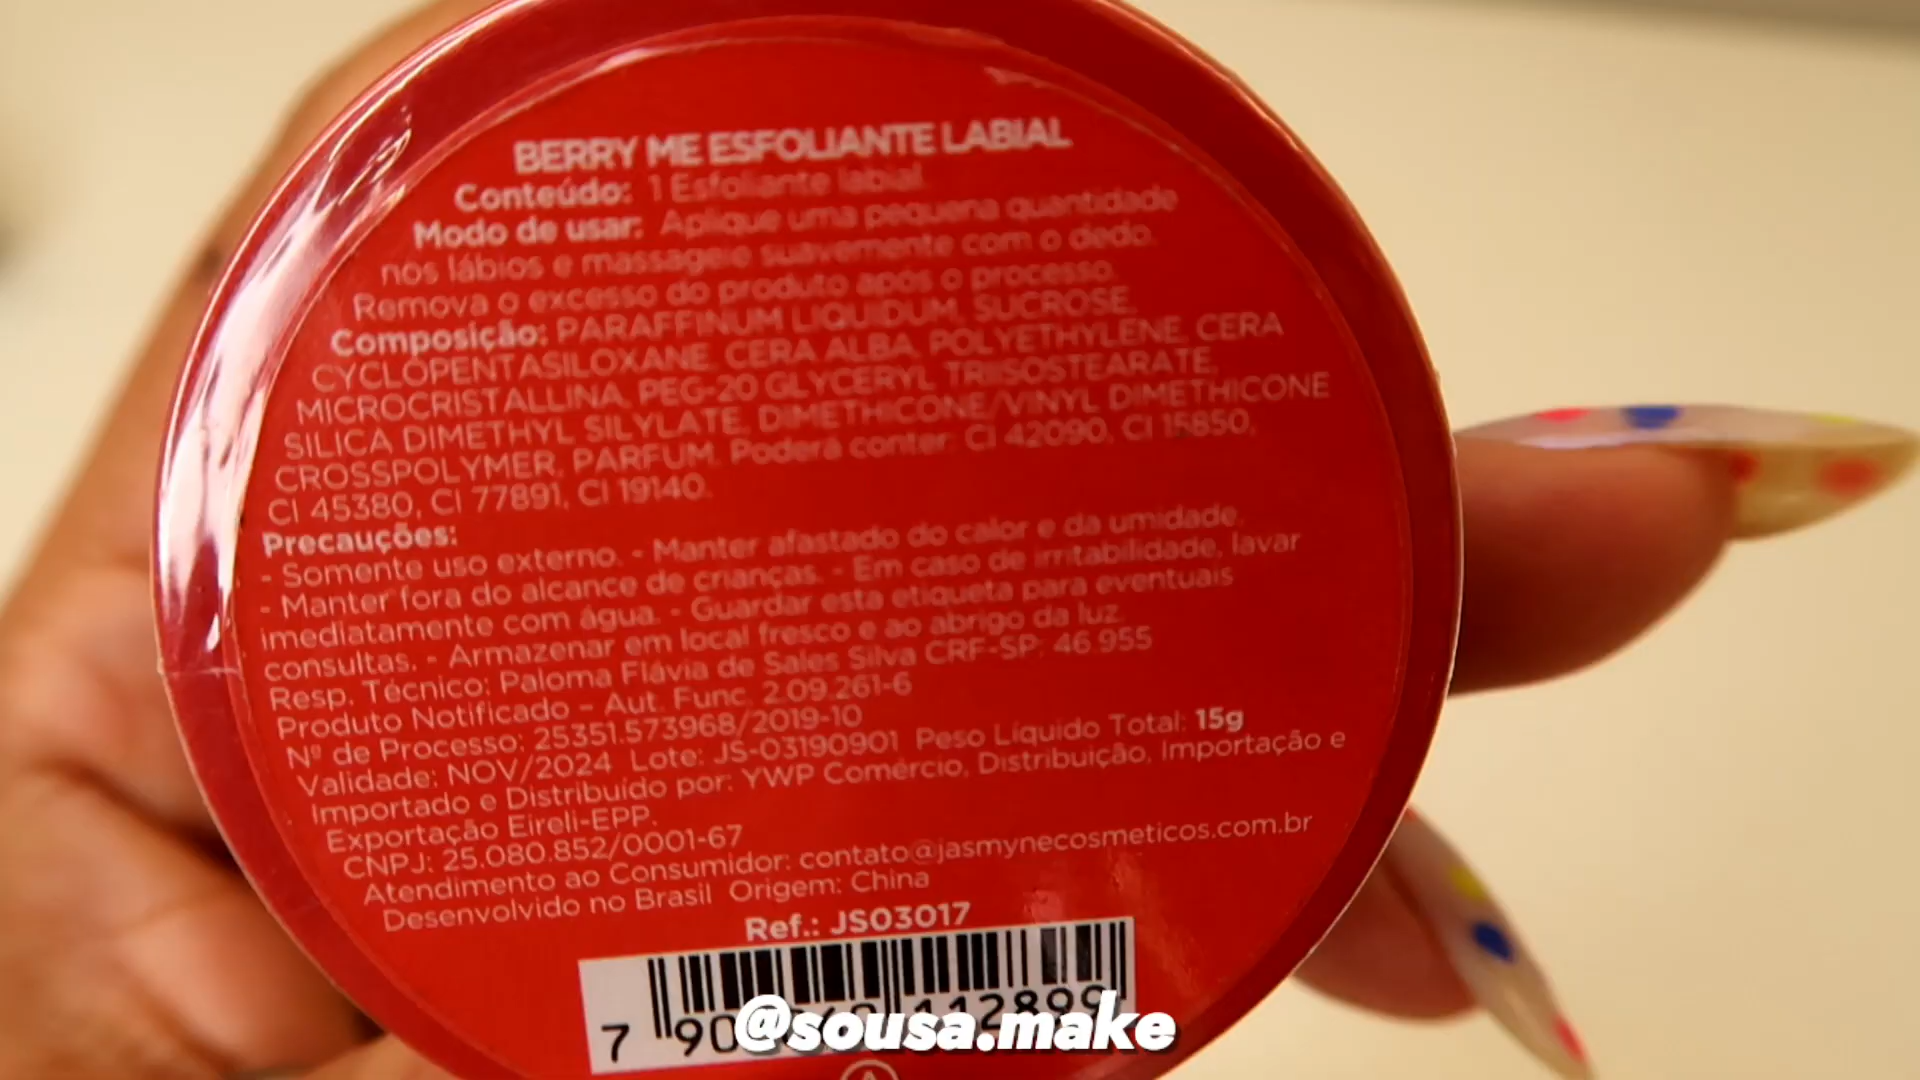 BERRY ME ESFOLIANTE LABIAL
Conteúdo: 1 Esfoliante labial.
Modo de usar: Aplique uma pequena quantidade
nos lábios e massageie suavemente com o dedo.
Remova o excesso do produto após o processo.
Composição: PARAFFINUM LIQUIDUM, SUCROSE,
CYCLOPENTASILOXANE, CERA ALBA, POLYETHYLENE, CERA
MICROCRISTALLINA, PEG-20 GLYCERYL TRIISOSTEARATE,
SILICA DIMETHYL SILYLATE, DIMETHICONE/VINYL DIMETHICONE
CROSSPOLYMER, PARFUM. Poderá conter: CI 42090, CI 15850,
CI 45380, CI 77891, CI 19140.
Precauções:
- Somente uso externo. - Manter afastado do calor e da umidade.
- Manter fora do alcance de crianças. - Em caso de irritabilidade, lavar
imediatamente com água. - Guardar esta etiqueta para eventuais
consultas. - Armazenar em local fresco e ao abrigo da luz.
Resp. Técnico: Paloma Flávia de Sales Silva CRF-SP: 46.955
Produto Notificado – Aut. Func. 2.09.261-6
Nº de Processo: 25351.573968/2019-10
Validade: NOV/2024 Lote: JS-03190901 Peso Líquido Total: 15g
Importado e Distribuído por: YWP Comércio, Distribuição, Importação e
Exportação Eireli-EPP.
CNPJ: 25.080.852/0001-67
Atendimento ao Consumidor: contato@jasmynecosmeticos.com.br
Desenvolvido no Brasil Origem: China
Ref.: JS03017
@sousa.make